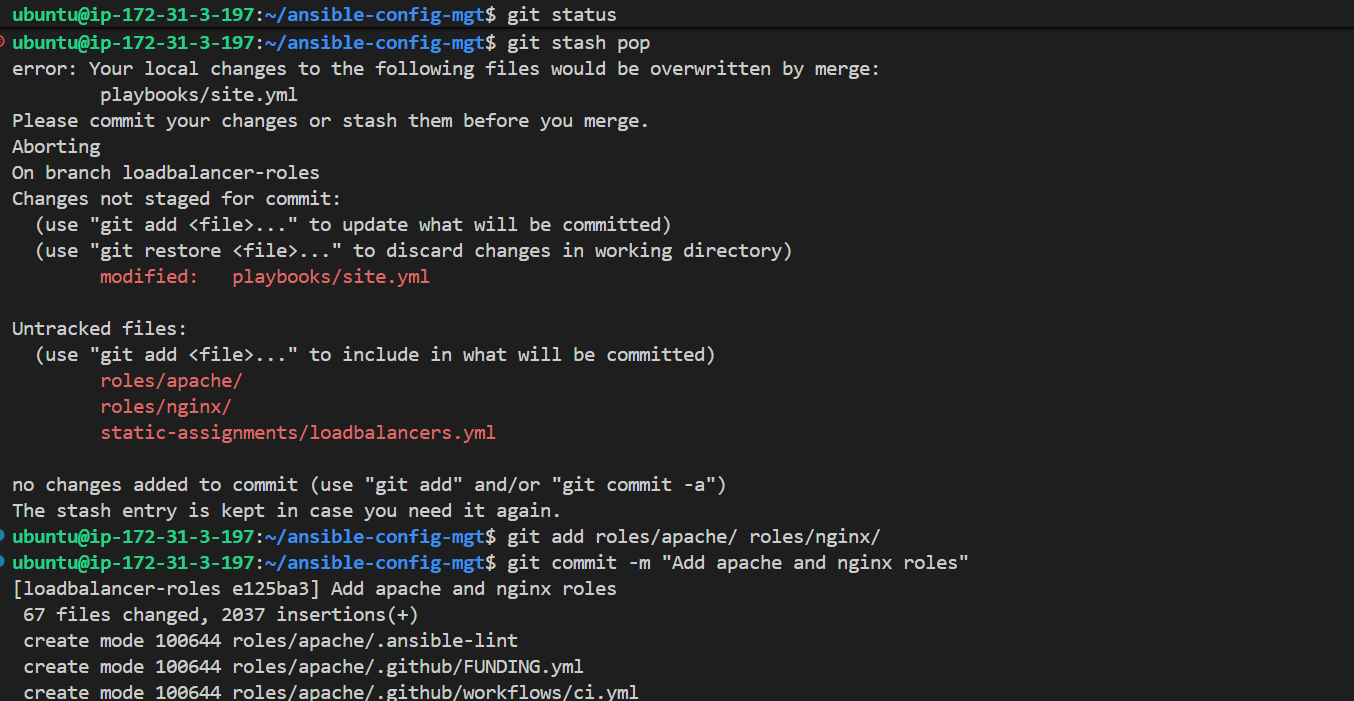 ubuntu@ip-172-31-3-197:~/ansible-config-mgt$ git status
ubuntu@ip-172-31-3-197:~/ansible-config-mgt$ git stash pop
error: Your local changes to the following files would be overwritten by merge:
        playbooks/site.yml
Please commit your changes or stash them before you merge.
Aborting
On branch loadbalancer-roles
Changes not staged for commit:
  (use "git add <file>..." to update what will be committed)
  (use "git restore <file>..." to discard changes in working directory)
        modified:   playbooks/site.yml

Untracked files:
  (use "git add <file>..." to include in what will be committed)
        roles/apache/
        roles/nginx/
        static-assignments/loadbalancers.yml

no changes added to commit (use "git add" and/or "git commit -a")
The stash entry is kept in case you need it again.
ubuntu@ip-172-31-3-197:~/ansible-config-mgt$ git add roles/apache/ roles/nginx/
ubuntu@ip-172-31-3-197:~/ansible-config-mgt$ git commit -m "Add apache and nginx roles"
[loadbalancer-roles e125ba3] Add apache and nginx roles
 67 files changed, 2037 insertions(+)
 create mode 100644 roles/apache/.ansible-lint
 create mode 100644 roles/apache/.github/FUNDING.yml
 create mode 100644 roles/apache/.github/workflows/ci.yml